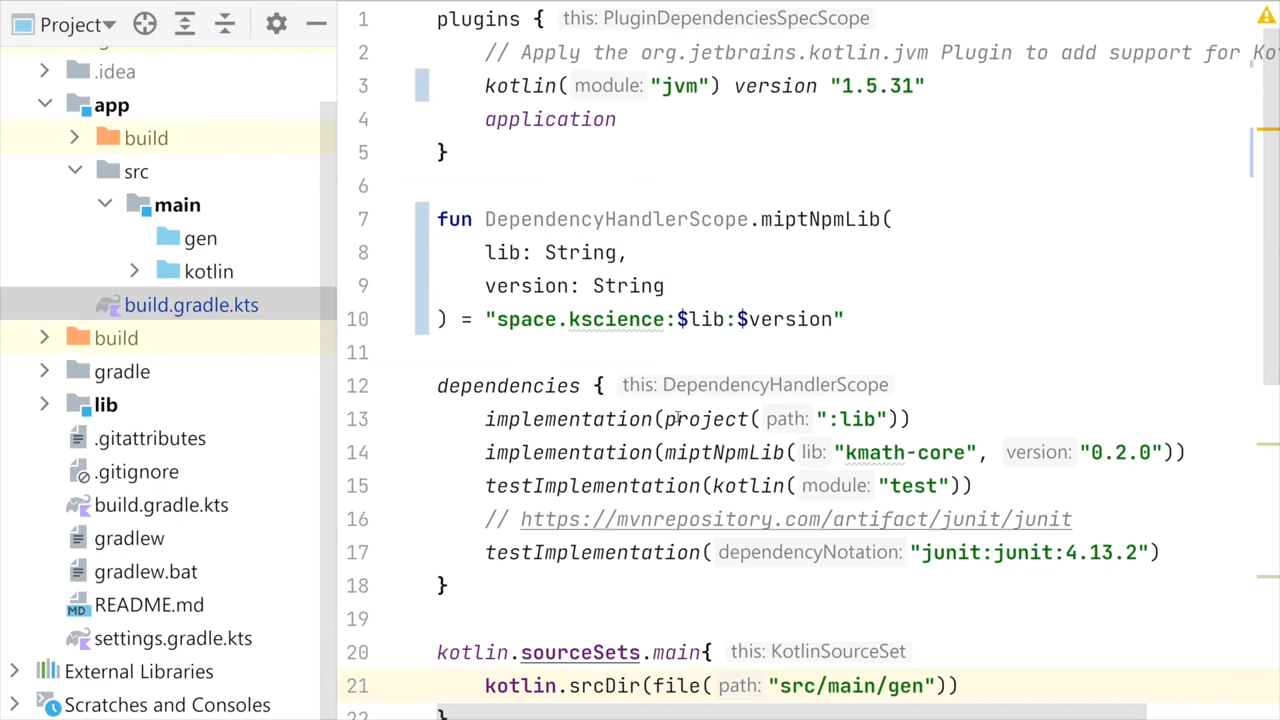 Project
.idea
app
build
src
main
gen
kotlin
build.gradle.kts
build
gradle
lib
.gitattributes
.gitignore
build.gradle.kts
gradlew
gradlew.bat
MD README.md
settings.gradle.kts
External Libraries
Scratches and Consoles
1 plugins { this: PluginDependenciesSpecScope
2 // Apply the org.jetbrains.kotlin.jvm Plugin to add support for Ko
3 kotlin( module: "jvm") version "1.5.31"
4 application
5 }
6
7 fun DependencyHandlerScope.miptNpmLib(
8 lib: String,
9 version: String
10 ) = "space.kscience:$lib:$version"
11
12 dependencies { this: DependencyHandlerScope
13 implementation(project( path: ":lib"))
14 implementation(miptNpmLib( lib: "kmath-core", version: "0.2.0"))
15 testImplementation(kotlin( module: "test"))
16 // https://mvnrepository.com/artifact/junit/junit
17 testImplementation( dependencyNotation: "junit:junit:4.13.2")
18 }
19
20 kotlin.sourceSets.main{ this: KotlinSourceSet
21 kotlin.srcDir(file( path: "src/main/gen"))
22 }